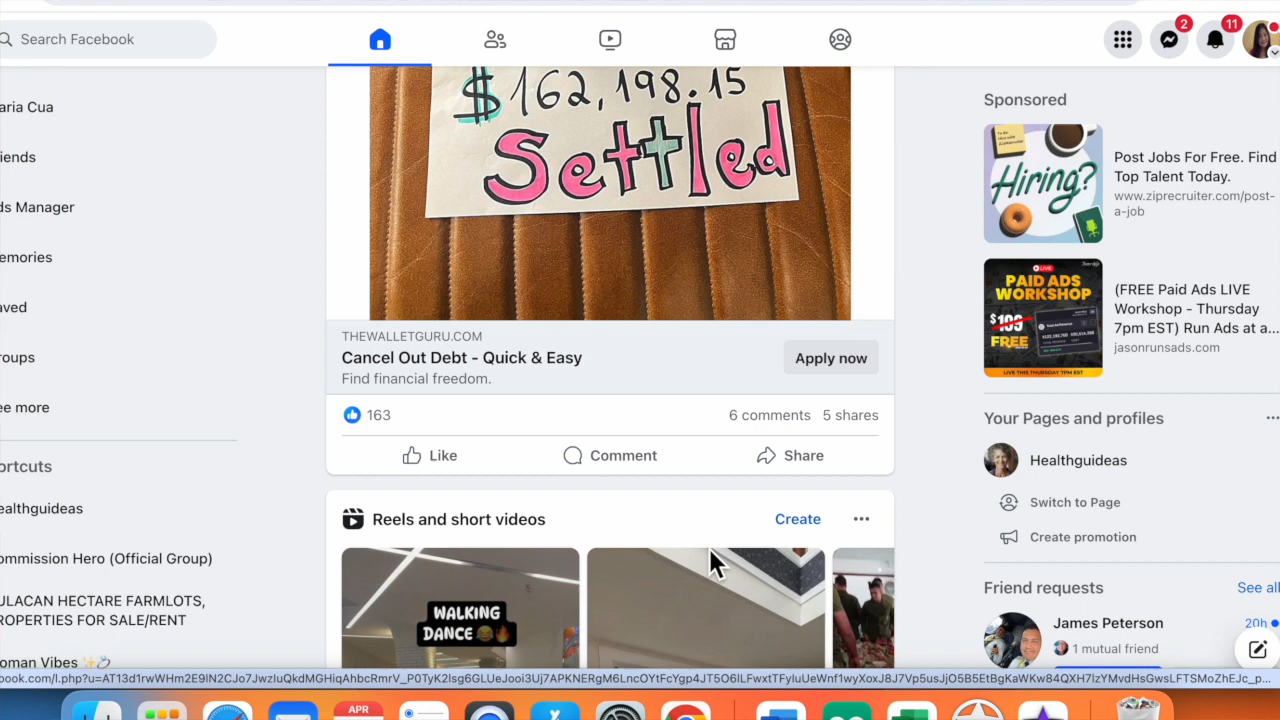 Search Facebook
2
11
aria Cua
iends
ds Manager
emories
aved
roups
ee more
ortcuts
ealthguideas
ommission Hero (Official Group)
ULACAN HECTARE FARMLOTS,
ROPERTIES FOR SALE/RENT
oman Vibes
$162,198.15
Settled
THEWALLETGURU.COM
Cancel Out Debt - Quick & Easy
Find financial freedom.
Apply now
163
6 comments 5 shares
Like
Comment
Share
Reels and short videos
Create
WALKING
DANCE
Sponsored
Hiring?
Post Jobs For Free. Find
Top Talent Today.
www.ziprecruiter.com/post-
a-job
LIVE
PAID ADS
WORKSHOP
$199
FREE
LIVE THIS THURSDAY 7PM EST
(FREE Paid Ads LIVE
Workshop - Thursday
7pm EST) Run Ads at a...
jasonrunsads.com
Your Pages and profiles
Healthguideas
Switch to Page
Create promotion
Friend requests
See all
James Peterson
20h
1 mutual friend
APR